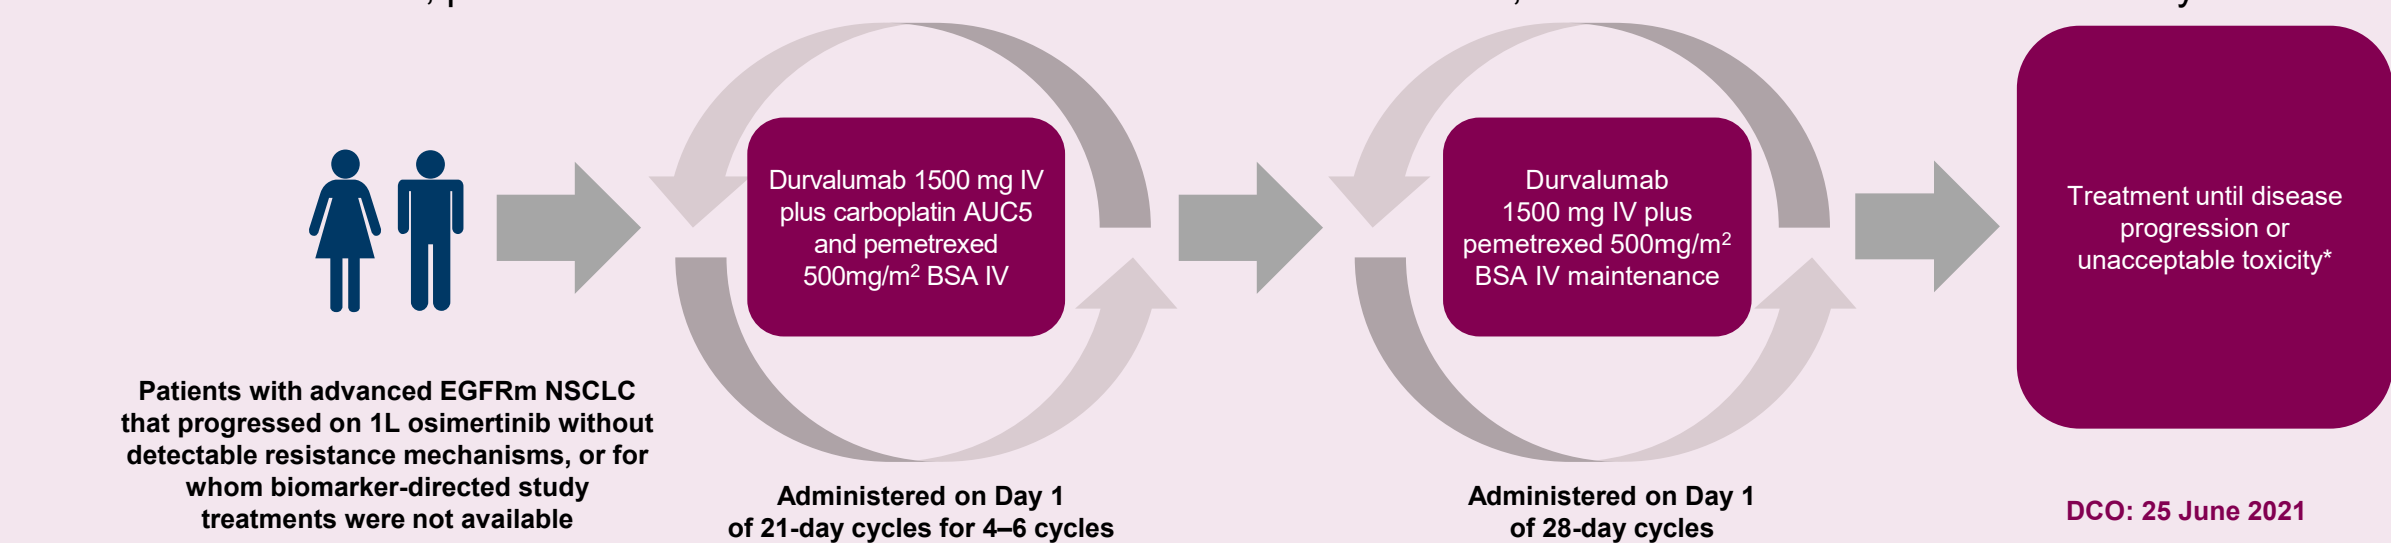 Durvalumab 1500 mg IV
plus carboplatin AUC5
and pemetrexed
500mg/m² BSA IV
Durvalumab
1500 mg IV plus
pemetrexed 500mg/m²
BSA IV maintenance
Treatment until disease
progression or
unacceptable toxicity*
Patients with advanced EGFRm NSCLC
that progressed on 1L osimertinib without
detectable resistance mechanisms, or for
whom biomarker-directed study
treatments were not available
Administered on Day 1
of 21-day cycles for 4–6 cycles
Administered on Day 1
of 28-day cycles
DCO: 25 June 2021